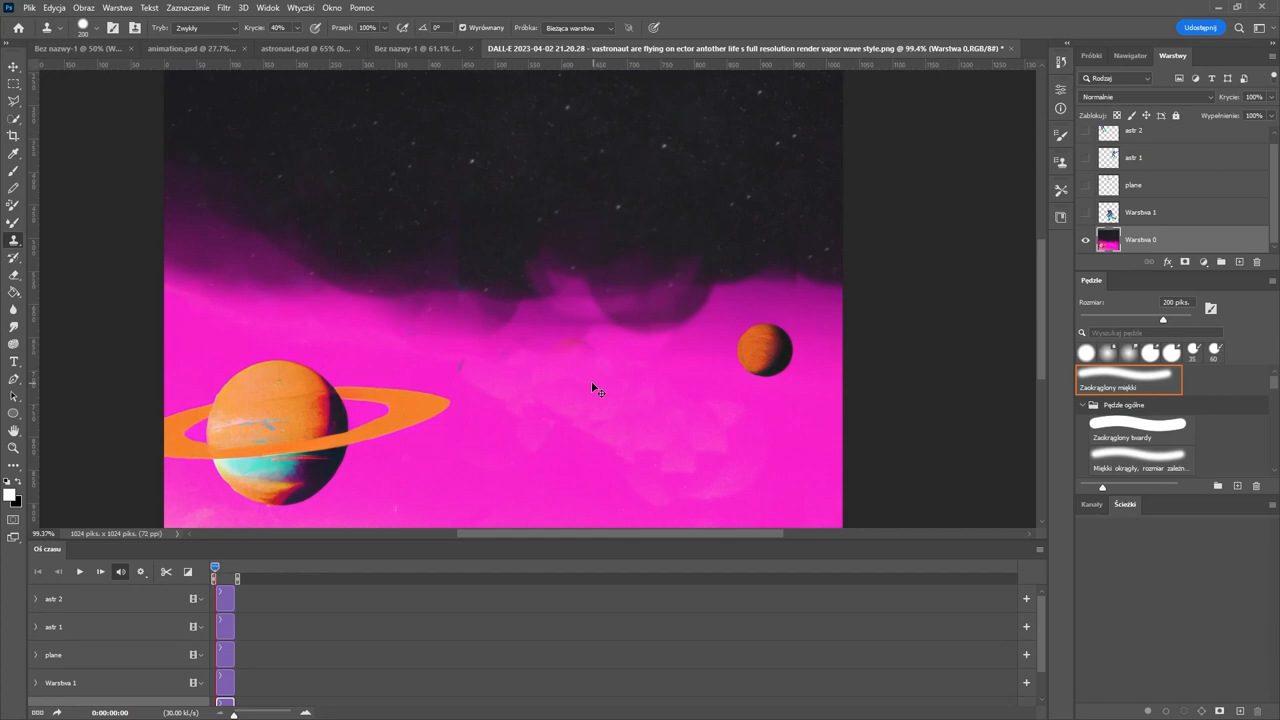 Plik Edycja Obraz Warstwa Tekst Zaznaczanie Filtr 3D Widok Wtyczki Okno Pomoc
200 Tryb: Zwykły Krycie: 40% Przepł: 100% 0° Wyrównany Próbka: Bieżąca warstwa Udostępnij
Bez nazwy-1 @ 50% (W... × animation.psd @ 27.7%... × astronaut.psd @ 65% (b... × Bez nazwy-1 @ 61.1% (... × DALL·E 2023-04-02 21.20.28 - vastronaut are flying on ector antother life s full resolution render vapor wave style.png @ 99.4% (Warstwa 0,RGB/8#) * ×
Próbki Nawigator Warstwy
Rodzaj
Normalnie Krycie: 100%
Zablokuj: Wypełnienie: 100%
astr 2
astr 1
plane
Warstwa 1
Warstwa 0
Pędzle
Rozmiar: 200 piks.
Wyszukaj pędzle
35 60
Zaokrąglony miękki
Pędzle ogólne
Zaokrąglony twardy
Miękki okrągły, rozmiar zależn...
Kanały Ścieżki
99.37% 1024 piks. x 1024 piks. (72 ppi)
Oś czasu
astr 2
astr 1
plane
Warstwa 1
0:00:00:00 (30.00 kl./s)